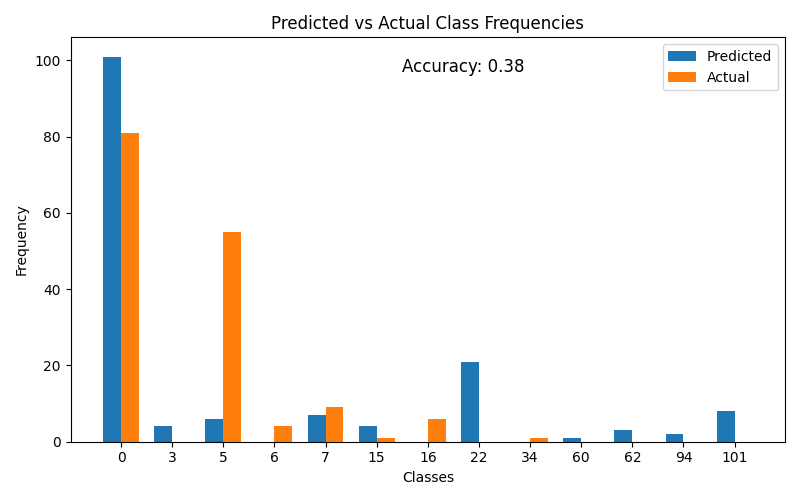 Predicted vs Actual Class Frequencies
Accuracy: 0.38
Predicted
Actual
Frequency
100
80
60
40
20
0
0 3 5 6 7 15 16 22 34 60 62 94 101
Classes